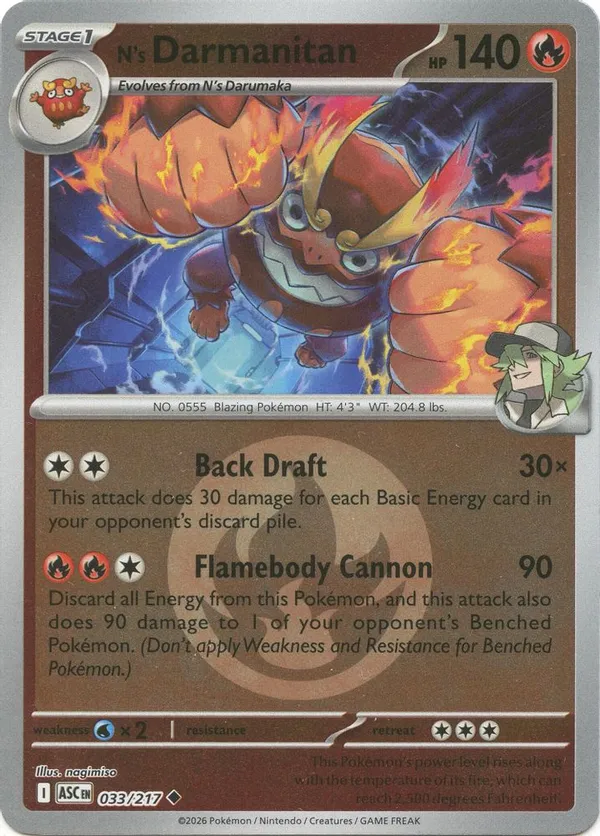 STAGE 1
N's Darmanitan
HP 140
Evolves from N's Darumaka
NO. 0555 Blazing Pokémon HT: 4'3" WT: 204.8 lbs.
Back Draft 30×
This attack does 30 damage for each Basic Energy card in
your opponent's discard pile.
Flamebody Cannon 90
Discard all Energy from this Pokémon, and this attack also
does 90 damage to 1 of your opponent's Benched
Pokémon. (Don't apply Weakness and Resistance for Benched
Pokémon.)
weakness ×2 resistance retreat
Illus. nagimiso
This Pokémon's power level rises along
with the temperature of its fire, which can
reach 2,500 degrees Fahrenheit.
I ASC EN 033/217
©2026 Pokémon / Nintendo / Creatures / GAME FREAK